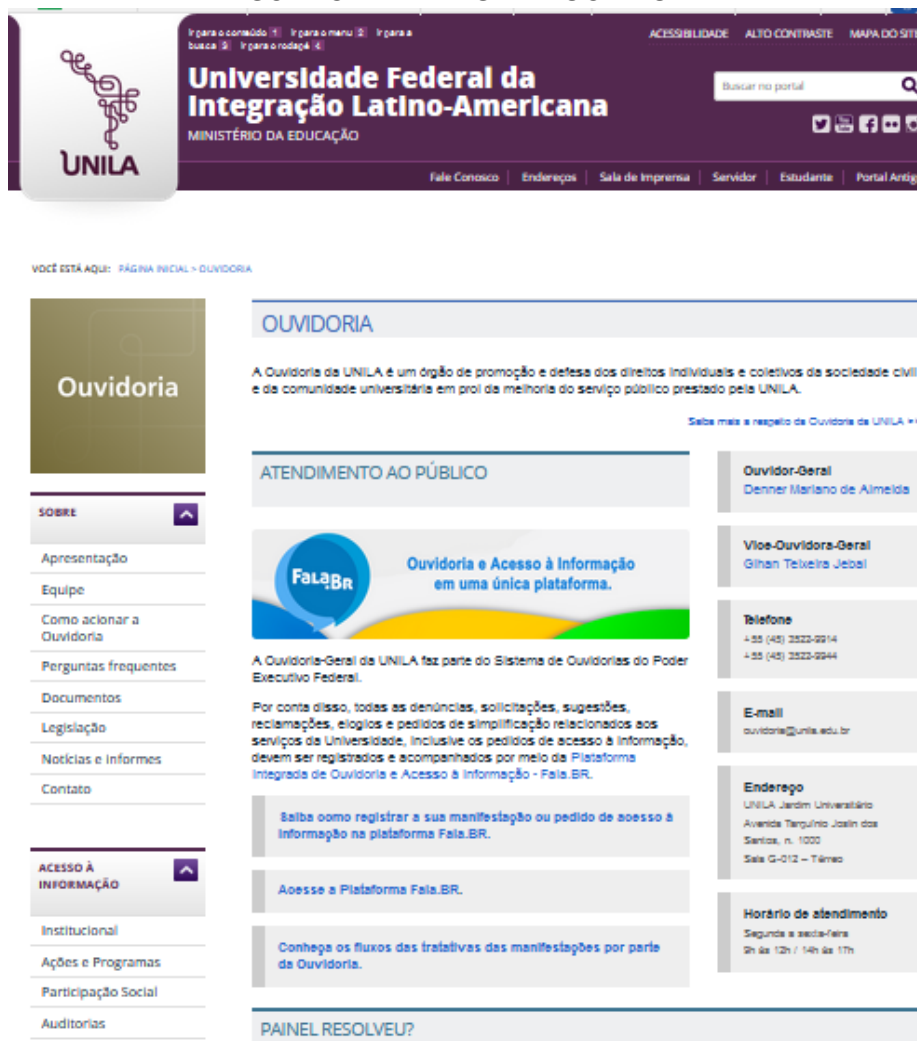 Ir para o conteúdo 1 Ir para o menu 2 Ir para a
busca 3 Ir para o rodapé 4
ACESSIBILIDADE ALTO CONTRASTE MAPA DO SITE
Universidade Federal da
Integração Latino-Americana
MINISTÉRIO DA EDUCAÇÃO
Buscar no portal
UNILA
Fale Conosco Endereços Sala de Imprensa Servidor Estudante Portal Antig
VOCÊ ESTÁ AQUI: PÁGINA INICIAL > OUVIDORIA
Ouvidoria
SOBRE
Apresentação
Equipe
Como acionar a
Ouvidoria
Perguntas frequentes
Documentos
Legislação
Notícias e informes
Contato
ACESSO À
INFORMAÇÃO
Institucional
Ações e Programas
Participação Social
Auditorias
OUVIDORIA
A Ouvidoria da UNILA é um órgão de promoção e defesa dos direitos individuais e coletivos da sociedade civil
e da comunidade universitária em prol da melhoria do serviço público prestado pela UNILA.
Saiba mais a respeito da Ouvidoria da UNILA
ATENDIMENTO AO PÚBLICO
FALA.BR
Ouvidoria e Acesso à Informação
em uma única plataforma.
A Ouvidoria-Geral da UNILA faz parte do Sistema de Ouvidorias do Poder
Executivo Federal.
Por conta disso, todas as denúncias, solicitações, sugestões,
reclamações, elogios e pedidos de simplificação relacionados aos
serviços da Universidade, inclusive os pedidos de acesso à informação,
devem ser registrados e acompanhados por meio da Plataforma
Integrada de Ouvidoria e Acesso à Informação - Fala.BR.
Saiba como registrar a sua manifestação ou pedido de acesso à
informação na plataforma Fala.BR.
Acesse a Plataforma Fala.BR.
Conheça os fluxos das tratativas das manifestações por parte
da Ouvidoria.
PAINEL RESOLVEU?
Ouvidor-Geral
Denner Mariano de Almeida
Vice-Ouvidora-Geral
Gihan Teixeira Jebai
Telefone
+55 (45) 3522-9914
+55 (45) 3522-9944
E-mail
ouvidoria@unila.edu.br
Endereço
UNILA Jardim Universitário
Avenida Tarquínio Joslin dos
Santos, n. 1000
Sala G-012 – Térreo
Horário de atendimento
Segunda a sexta-feira
9h às 12h / 14h às 17h